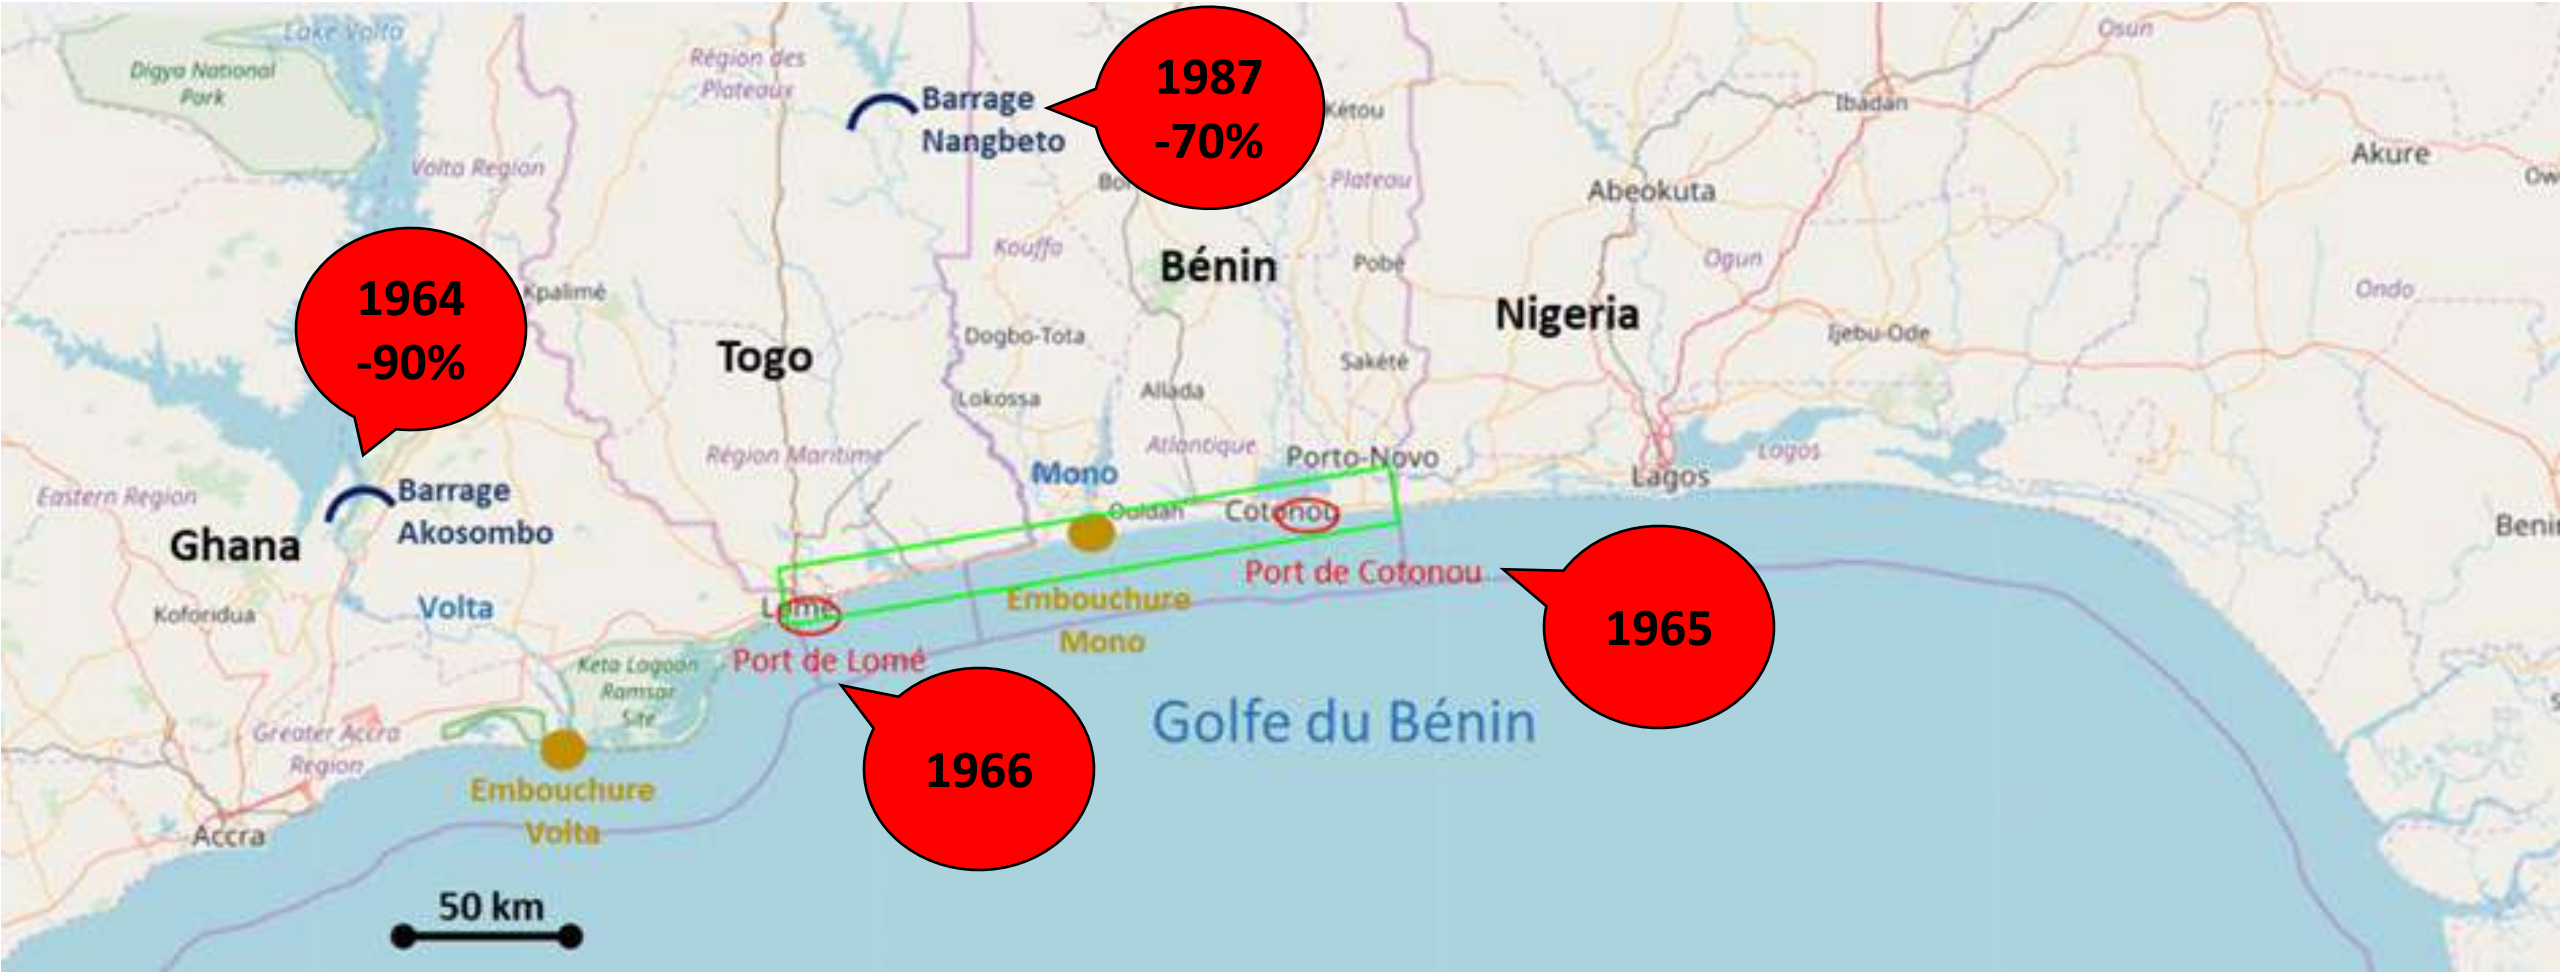 Lake Volta
Digya National
Park
Région des
Plateaux
Barrage
Nangbeto
1987
-70%
Kétou
Ibadan
Osun
Akure
Volta Region
Plateau
Abeokuta
1964
-90%
Kpalimé
Kouffo
Bénin
Pobé
Ogun
Nigeria
Ondo
Togo
Dogbo-Tota
Sakété
Ijebu-Ode
Lokossa
Allada
Région Maritime
Atlantique
Porto-Novo
Lagos
Lagos
Eastern Region
Barrage
Akosombo
Mono
Ouidah
Cotonou
Ghana
Port de Cotonou
Koforidua
Volta
Lomé
Embouchure
Mono
1965
Keta Lagoon
Ramsar
Site
Port de Lomé
Greater Accra
Region
Golfe du Bénin
1966
Embouchure
Volta
Accra
50 km